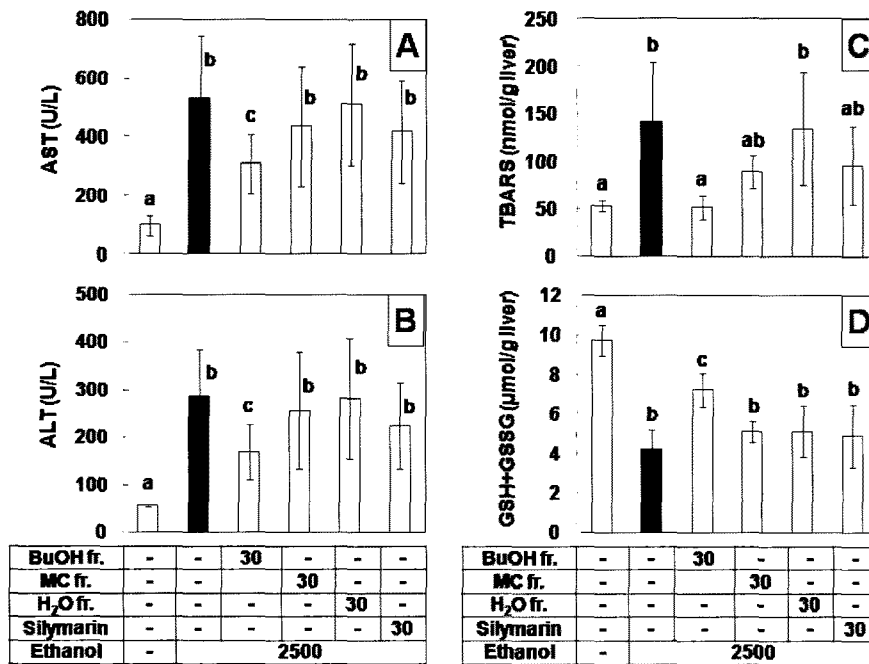 A
AST (U/L)
800
600
400
200
0
a
b
c
b
b
b
B
ALT (U/L)
500
400
300
200
100
0
a
b
c
b
b
b
BuOH fr. - - 30 - - -
MC fr. - - - 30 - -
H₂O fr. - - - - 30 -
Silymarin - - - - - 30
Ethanol - 2500
C
TBARS (nmol/g liver)
250
200
150
100
50
0
a
b
a
ab
b
ab
D
GSH+GSSG (μmol/g liver)
12
10
8
6
4
2
0
a
b
c
b
b
b
BuOH fr. - - 30 - - -
MC fr. - - - 30 - -
H₂O fr. - - - - 30 -
Silymarin - - - - - 30
Ethanol - 2500